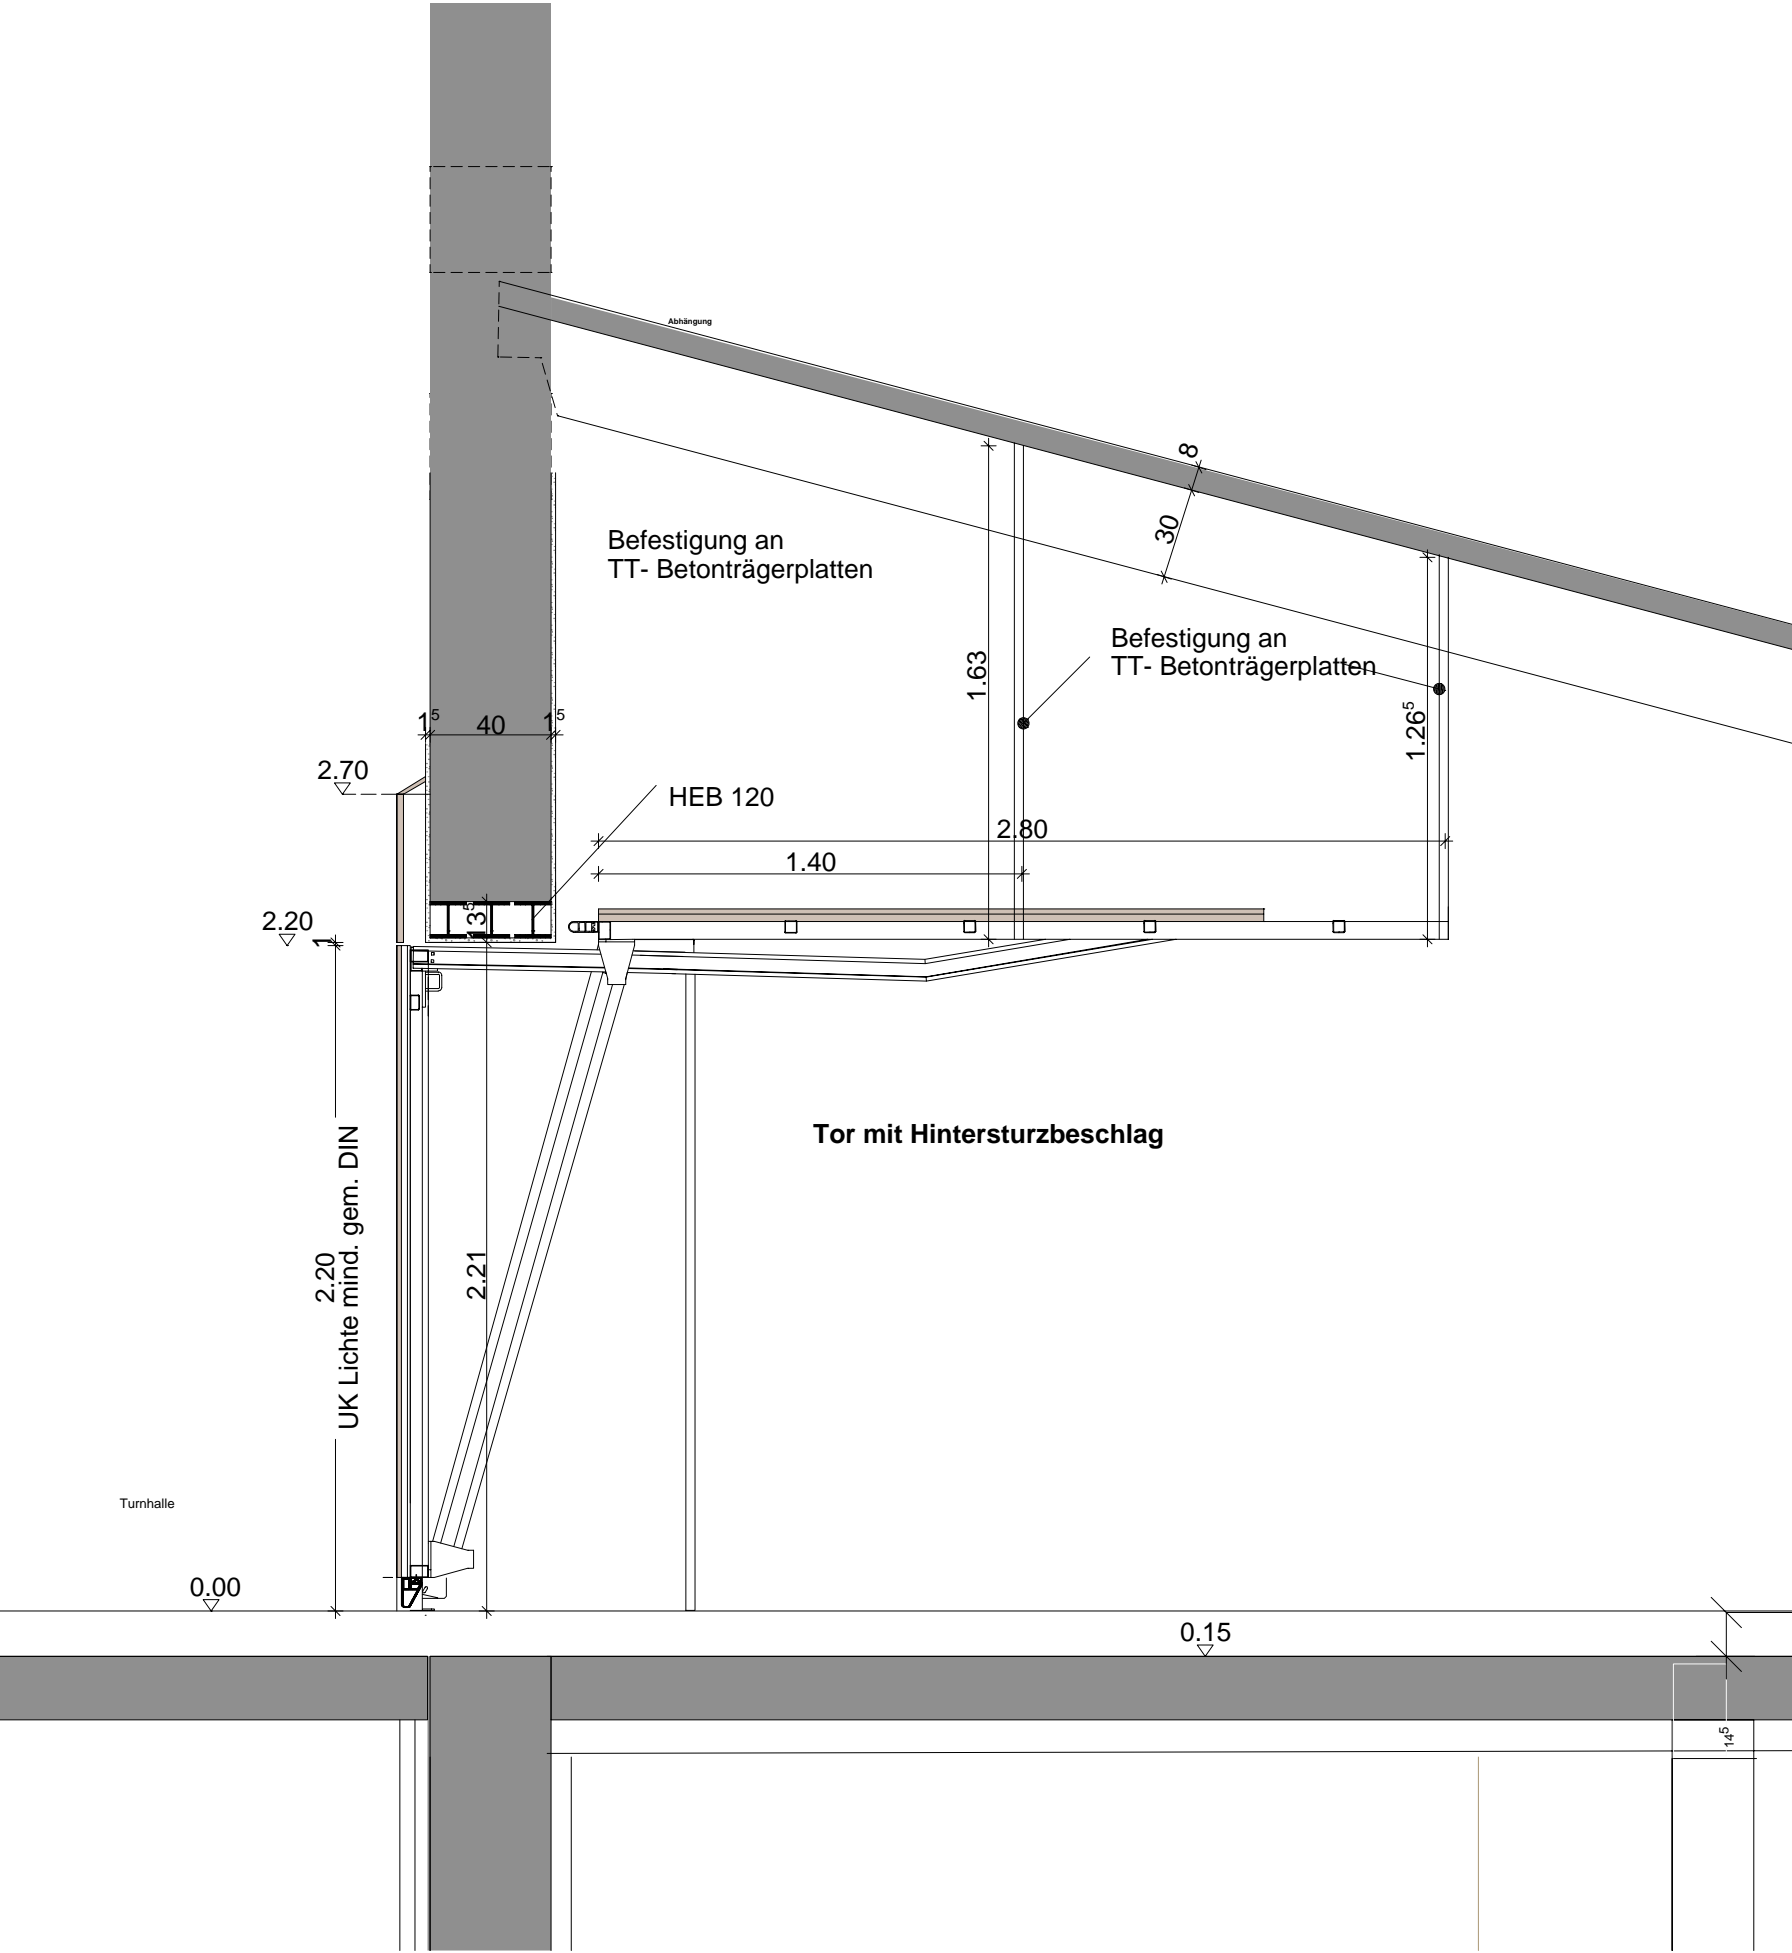 Abhängung
8
30
Befestigung an
TT- Betonträgerplatten
Befestigung an
TT- Betonträgerplatten
1.63
1.26⁵
1⁵
40
1⁵
2.70
HEB 120
2.80
1.40
13⁵
2.20
1
Tor mit Hintersturzbeschlag
2.20
UK Lichte mind. gem. DIN
2.21
Turnhalle
0.00
0.15
14⁵